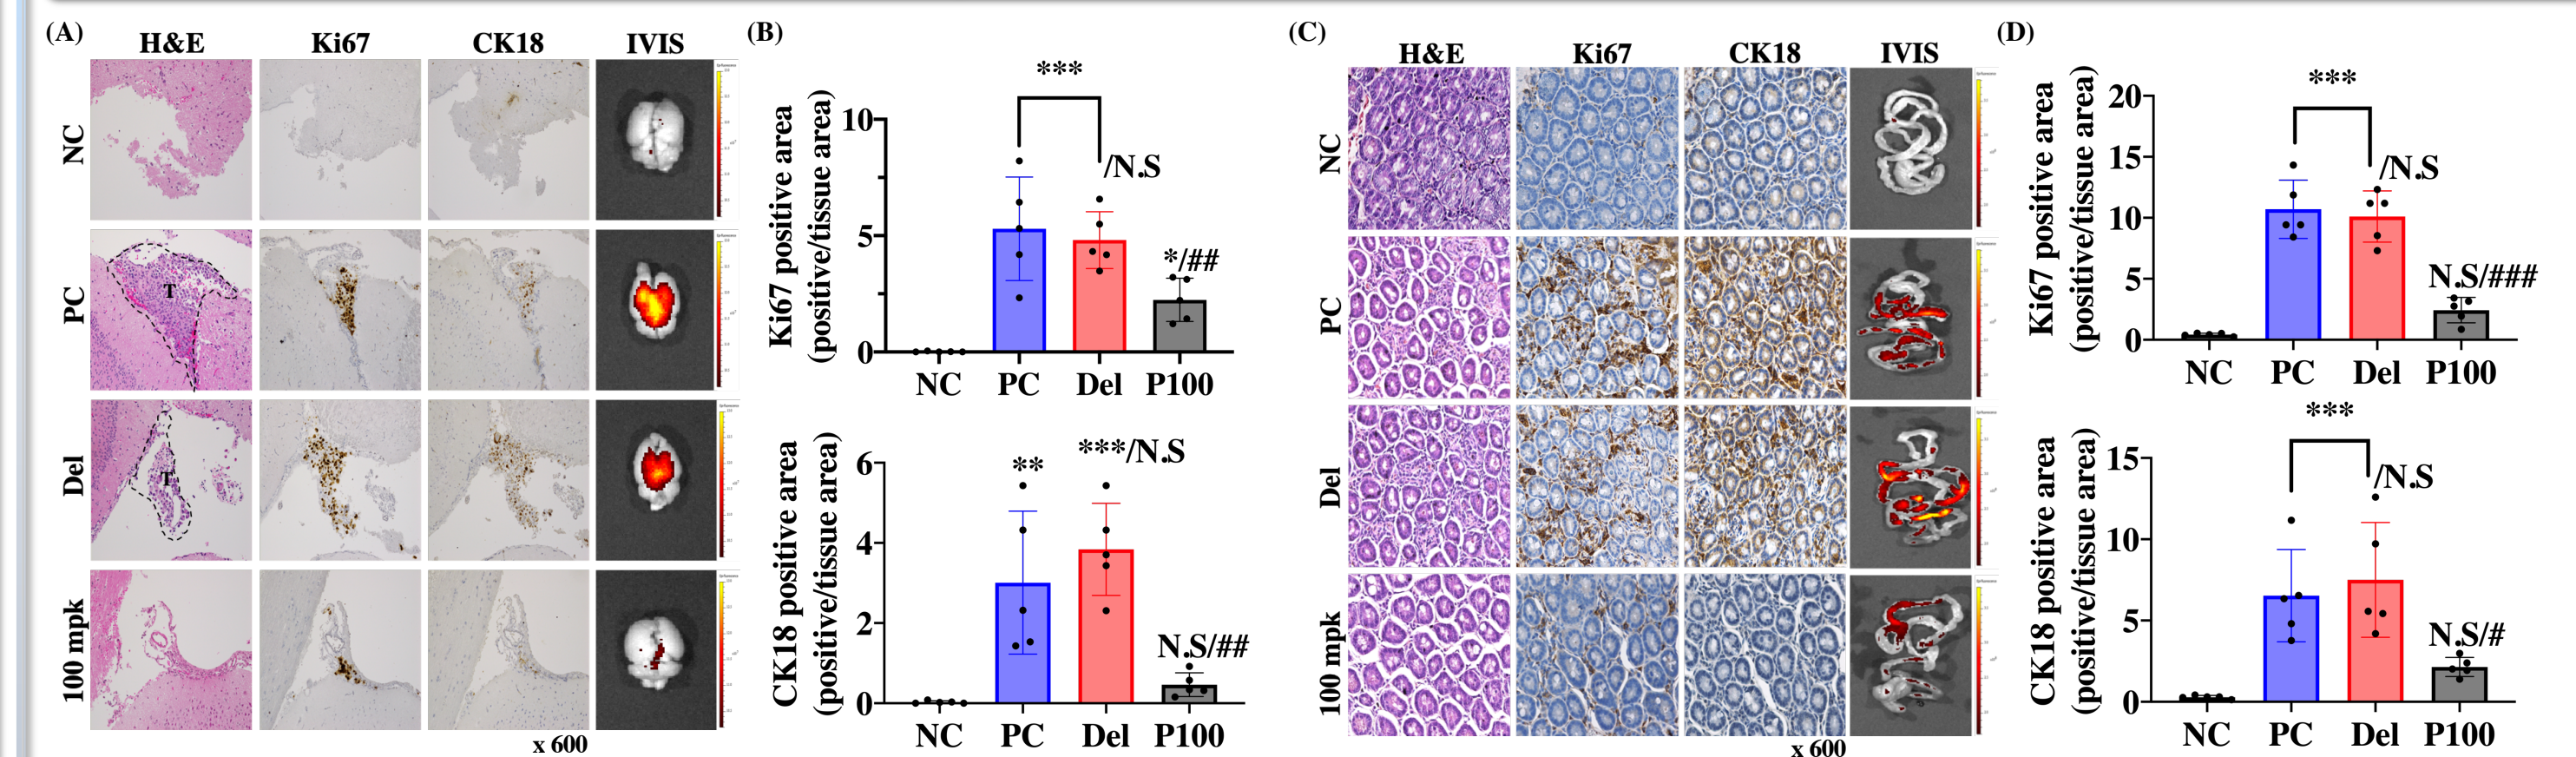 (A)
H&E Ki67 CK18 IVIS
NC
PC
T
Del
T
100 mpk
x 600
(B)
Ki67 positive area
(positive/tissue area)
10
5
0
***
/N.S
*/##
NC PC Del P100
CK18 positive area
(positive/tissue area)
6
4
2
0
**
***/N.S
N.S/##
NC PC Del P100
(C)
H&E Ki67 CK18 IVIS
NC
PC
Del
100 mpk
x 600
(D)
Ki67 positive area
(positive/tissue area)
20
15
10
5
0
***
/N.S
N.S/###
NC PC Del P100
CK18 positive area
(positive/tissue area)
15
10
5
0
***
/N.S
N.S/#
NC PC Del P100